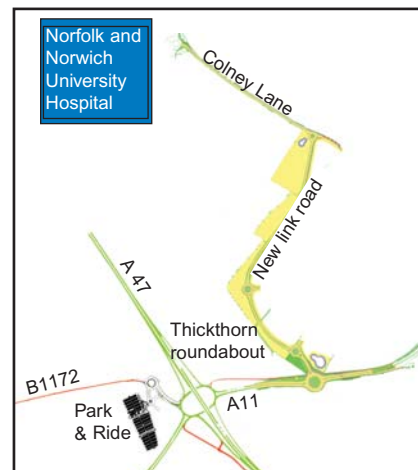 Norfolk and
Norwich
University
Hospital
Colney Lane
New link road
A 47
Thickthorn
roundabout
B1172
A11
Park
& Ride